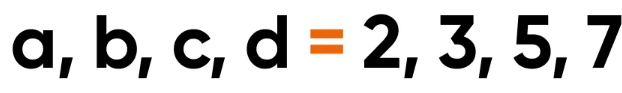 a, b, c, d = 2, 3, 5, 7